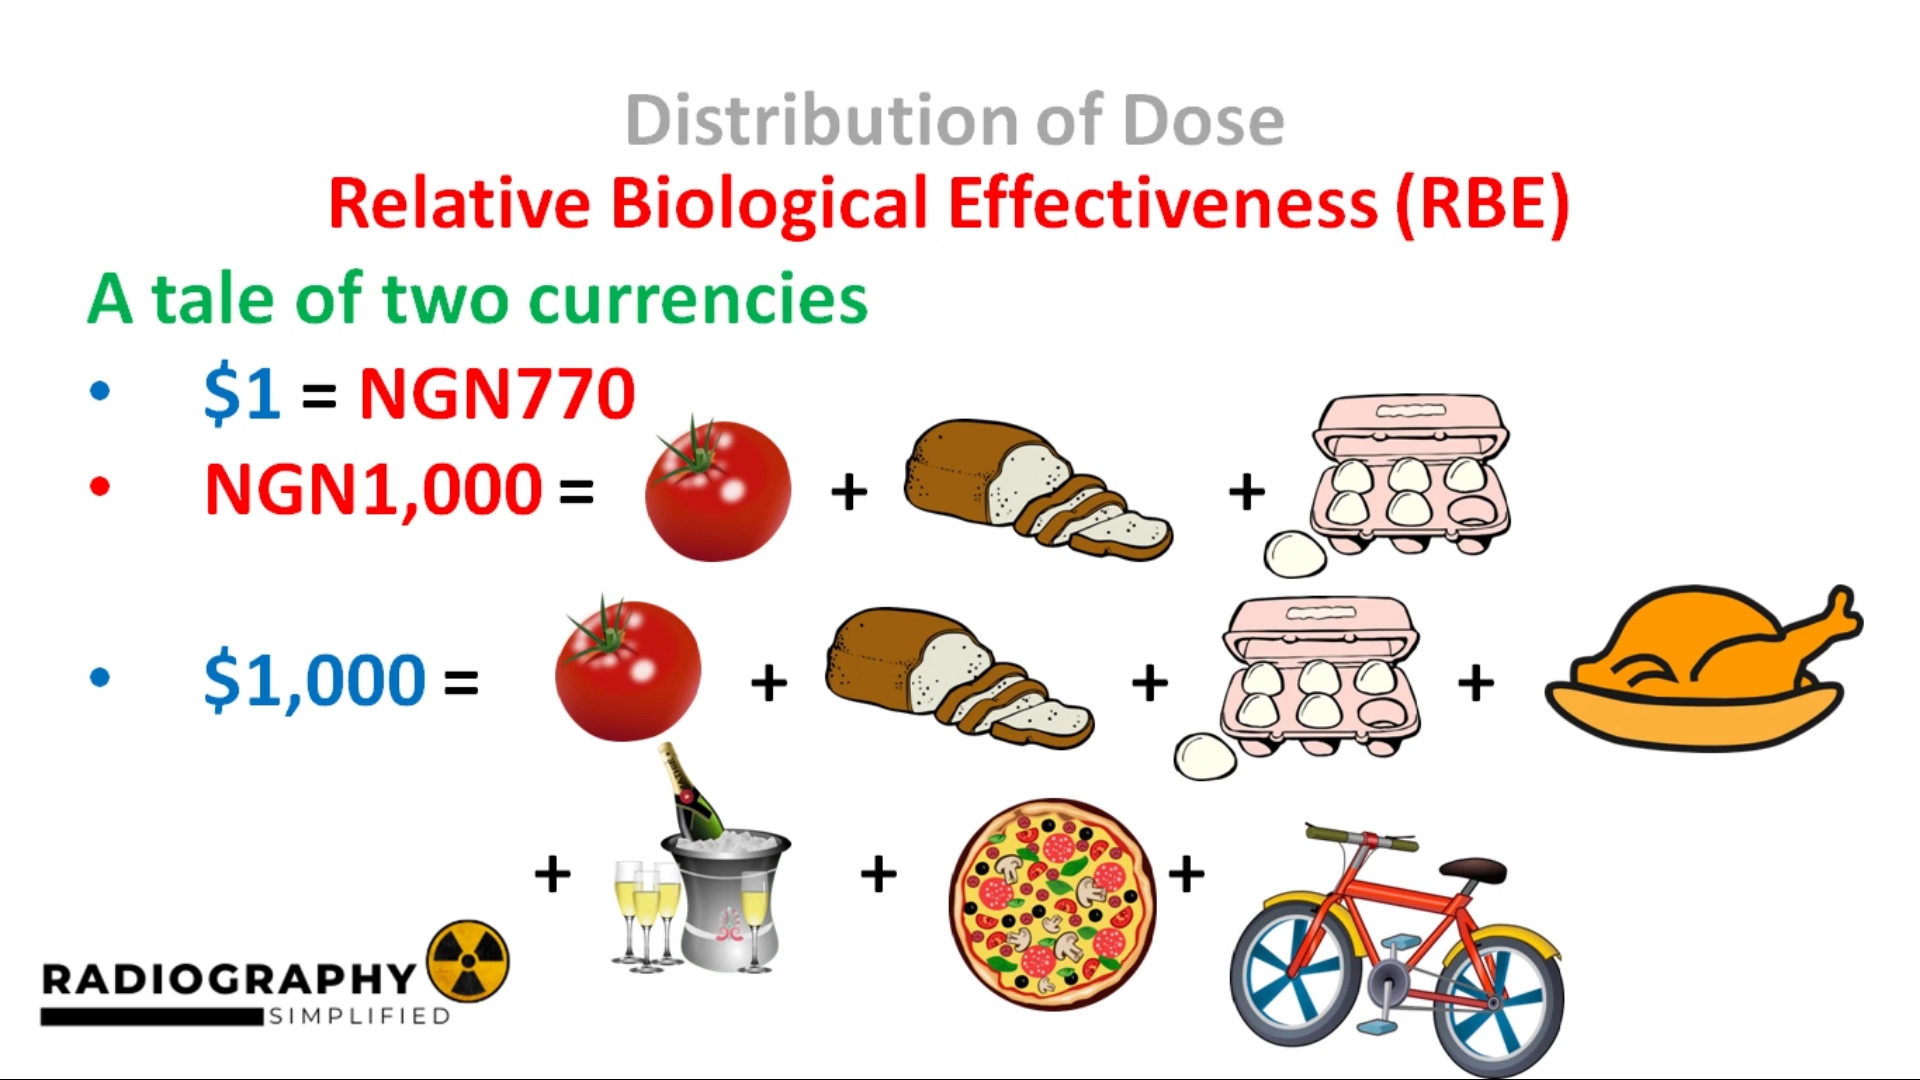 Distribution of Dose
Relative Biological Effectiveness (RBE)
A tale of two currencies
• $1 = NGN770
• NGN1,000 = + +
• $1,000 = + + +
+ + +
RADIOGRAPHY
SIMPLIFIED